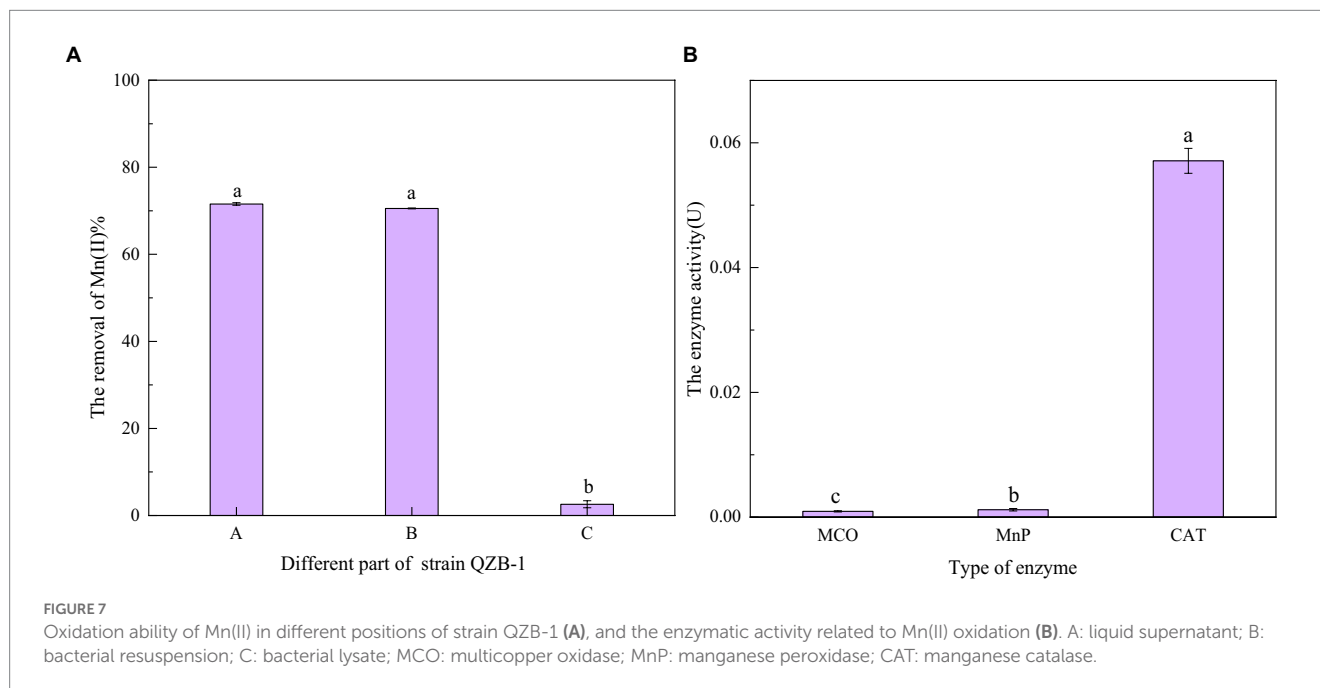 A
100
80
60
40
20
0
The removal of Mn(II)%
a
a
b
A
B
C
Different part of strain QZB-1
B
0.06
0.04
0.02
0.00
The enzyme activity(U)
c
b
a
MCO
MnP
CAT
Type of enzyme
FIGURE 7
Oxidation ability of Mn(II) in different positions of strain QZB-1 (A), and the enzymatic activity related to Mn(II) oxidation (B). A: liquid supernatant; B:
bacterial resuspension; C: bacterial lysate; MCO: multicopper oxidase; MnP: manganese peroxidase; CAT: manganese catalase.